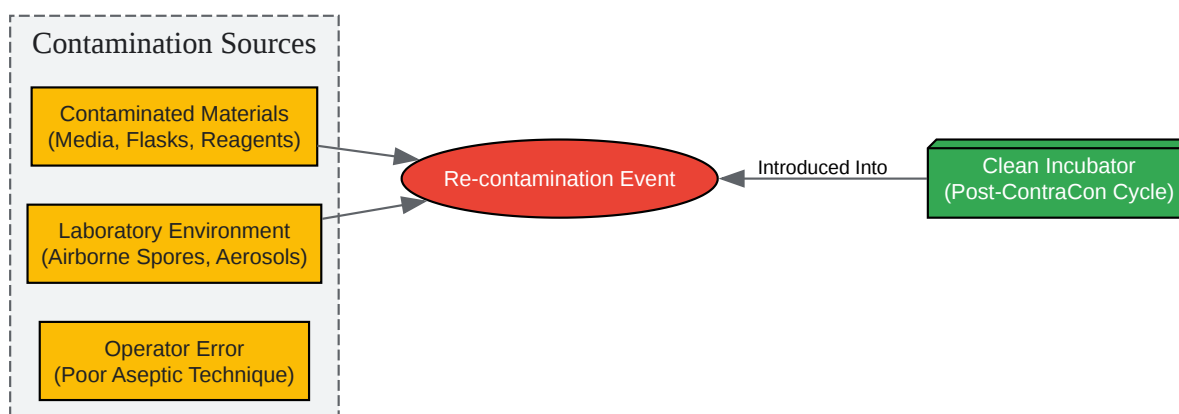 Contamination Sources
Contaminated Materials
(Media, Flasks, Reagents)
Laboratory Environment
(Airborne Spores, Aerosols)
Operator Error
(Poor Aseptic Technique)
Re-contamination Event
Introduced Into
Clean Incubator
(Post-ContraCon Cycle)